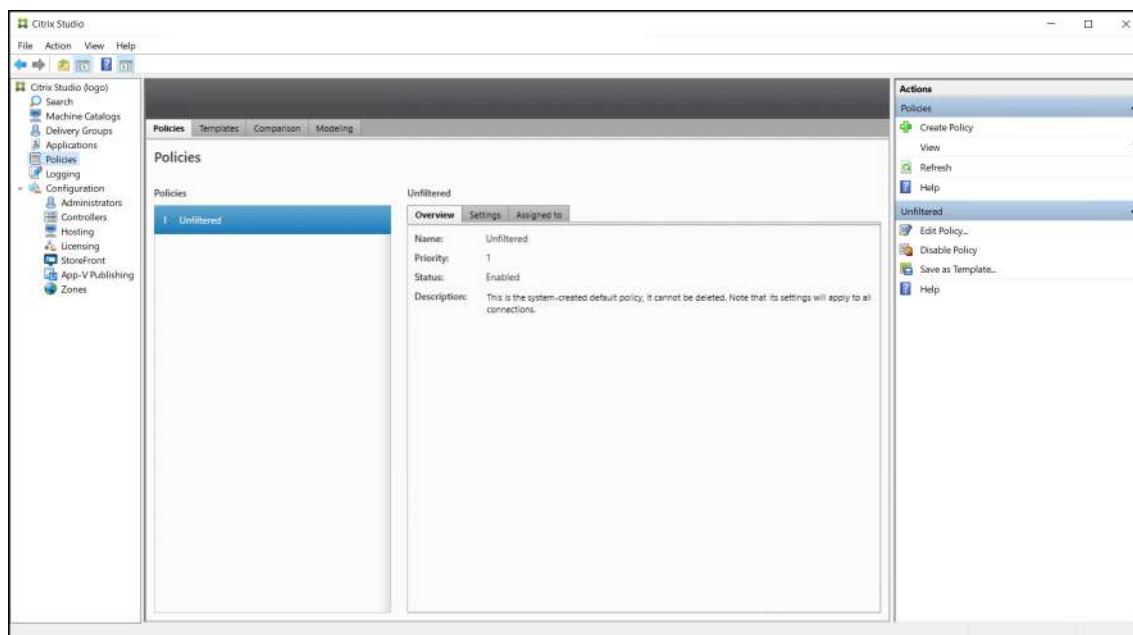 Citrix Studio
File Action View Help
Citrix Studio (logo)
Search
Machine Catalogs
Delivery Groups
Applications
Policies
Logging
Configuration
Administrators
Controllers
Hosting
Licensing
StoreFront
App-V Publishing
Zones
Policies Templates Comparison Modeling
Policies
Policies
1 Unfiltered
Unfiltered
Overview Settings Assigned to
Name: Unfiltered
Priority: 1
Status: Enabled
Description: This is the system-created default policy, it cannot be deleted. Note that its settings will apply to all
connections.
Actions
Policies
Create Policy
View
Refresh
Help
Unfiltered
Edit Policy...
Disable Policy
Save as Template...
Help